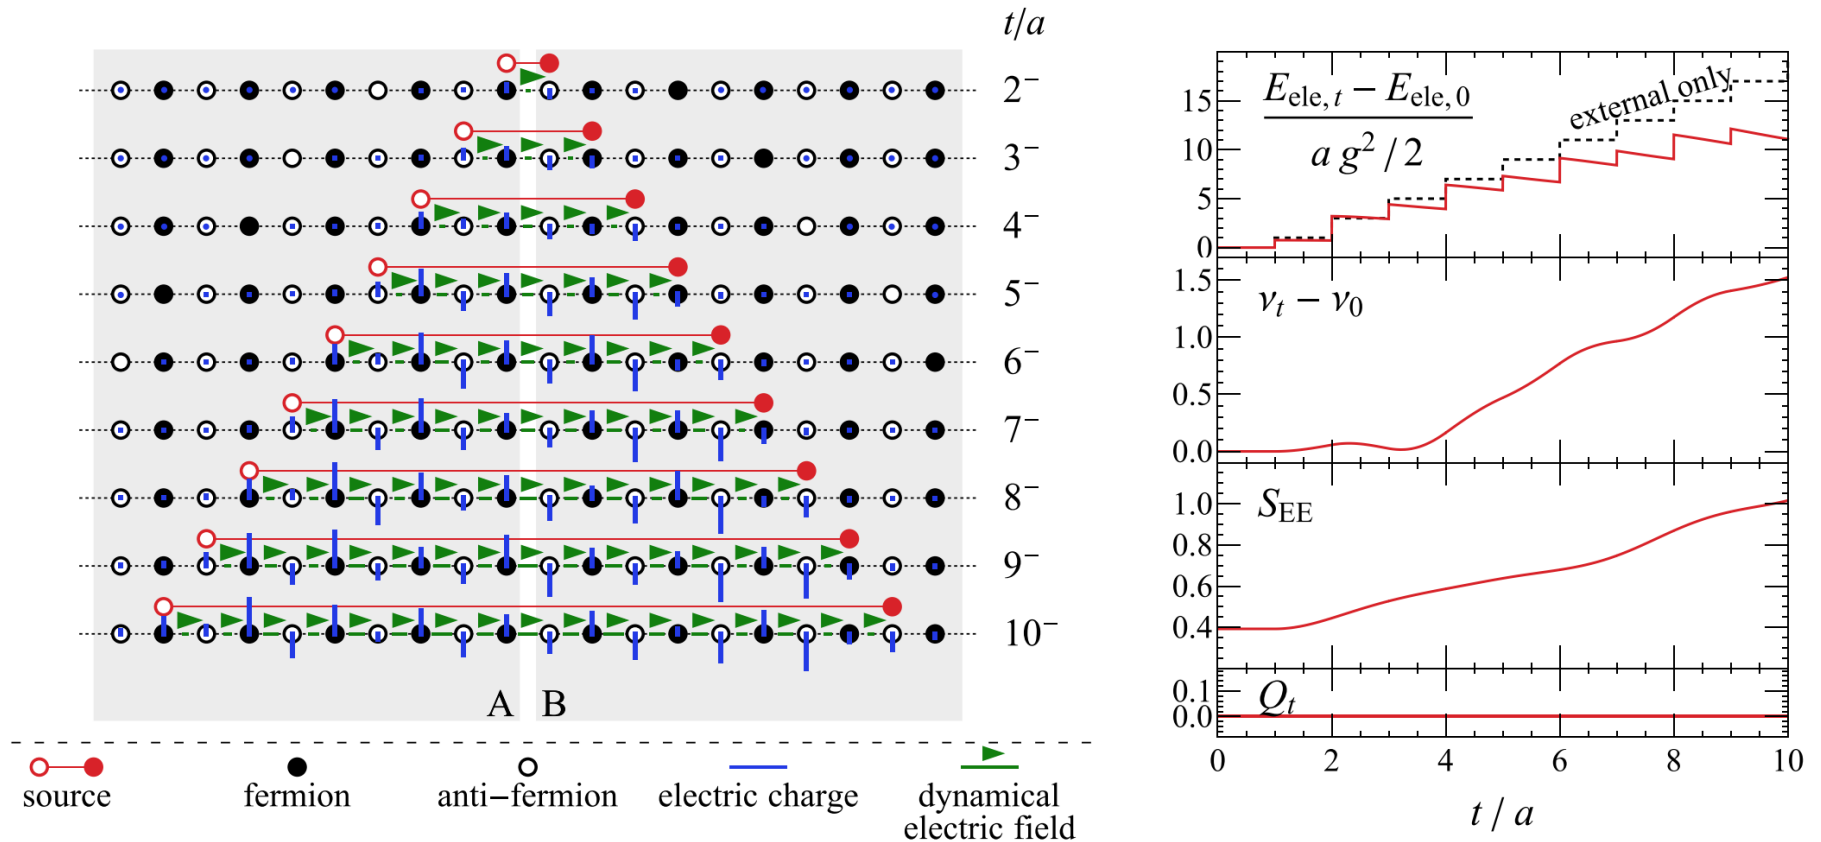 t/a
2⁻
3⁻
4⁻
5⁻
6⁻
7⁻
8⁻
9⁻
10⁻
A B
source
fermion
anti−fermion
electric charge
dynamical
electric field
E_ele, t − E_ele, 0
a g² / 2
external only
15
10
5
0
ν_t − ν_0
1.5
1.0
0.5
0.0
S_EE
1.0
0.8
0.6
0.4
Q_t
0.1
0.0
0 2 4 6 8 10
t / a